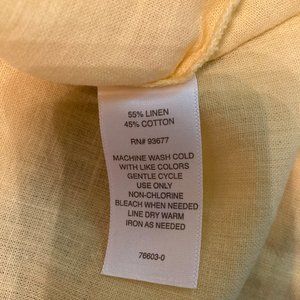 55% LINEN
45% COTTON
RN# 93677
MACHINE WASH COLD
WITH LIKE COLORS
GENTLE CYCLE
USE ONLY
NON-CHLORINE
BLEACH WHEN NEEDED
LINE DRY WARM
IRON AS NEEDED
76603-0